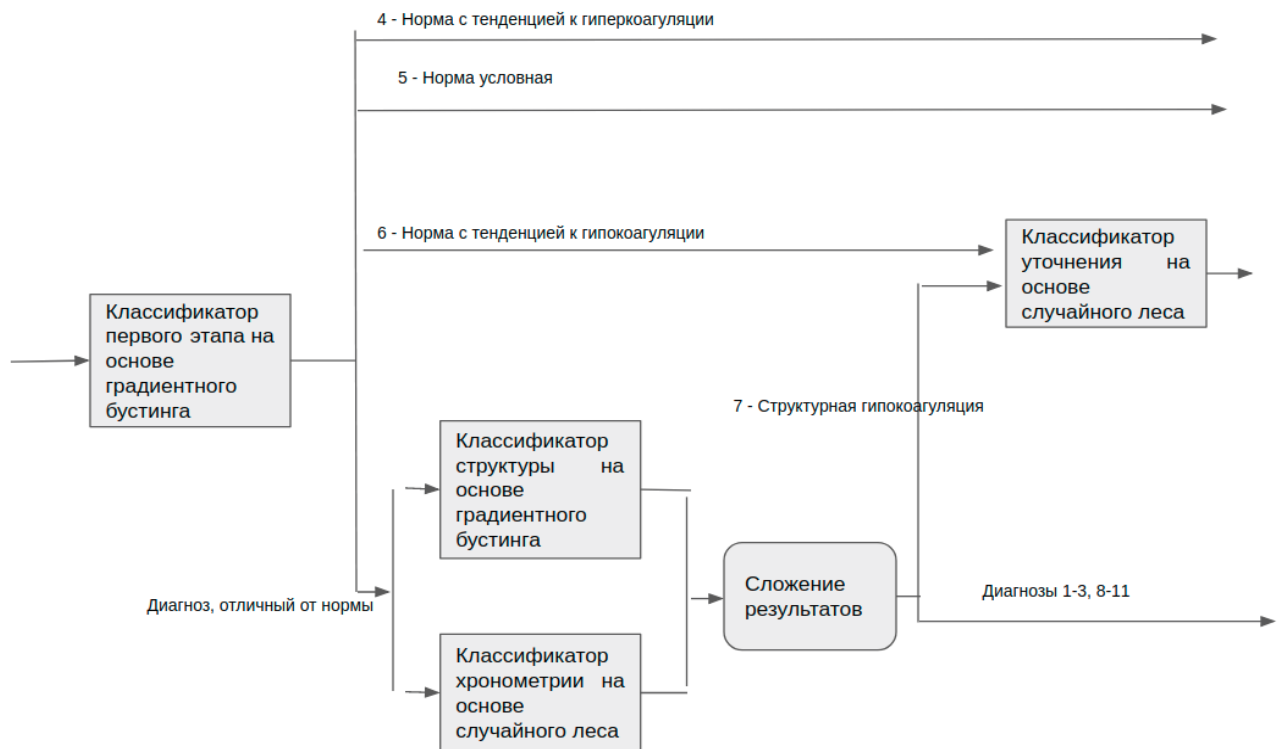 4 - Норма с тенденцией к гиперкоагуляции
5 - Норма условная
6 - Норма с тенденцией к гипокоагуляции
Классификатор
уточнения на
основе
случайного леса
Классификатор
первого этапа на
основе
градиентного
бустинга
7 - Структурная гипокоагуляция
Классификатор
структуры на
основе
градиентного
бустинга
Сложение
результатов
Диагнозы 1-3, 8-11
Диагноз, отличный от нормы
Классификатор
хронометрии на
основе
случайного леса